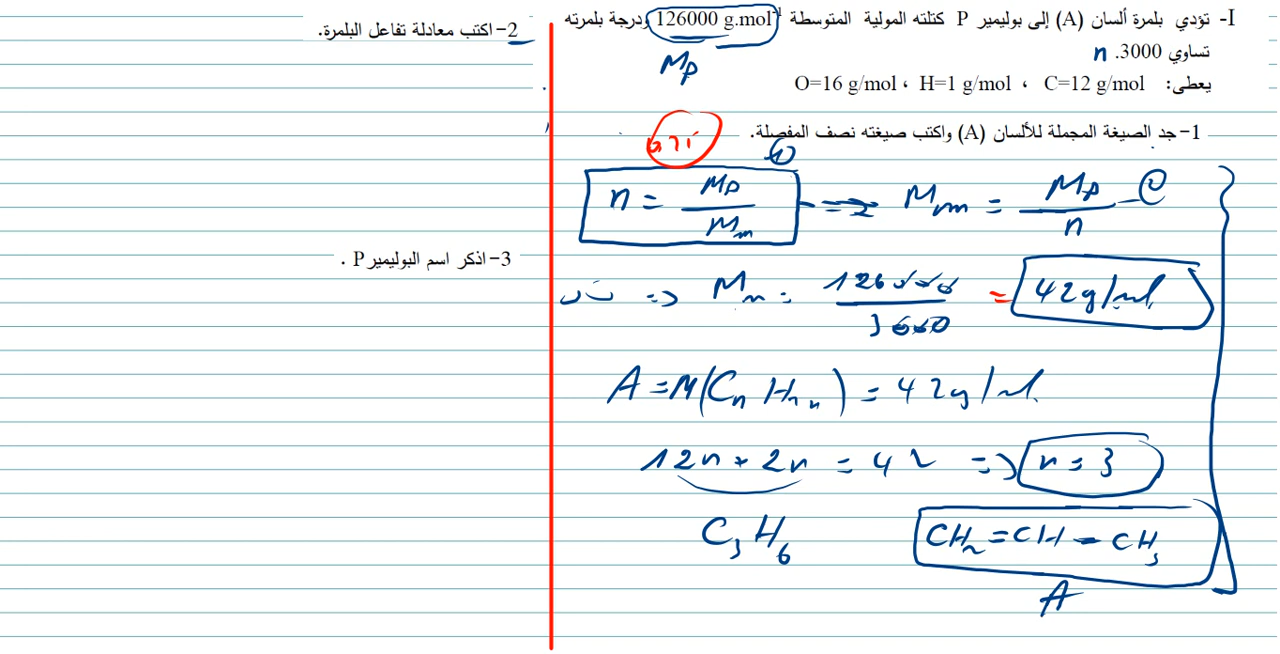 I- تؤدي بلمرة ألسان (A) إلى بوليمير P كتلته المولية المتوسطة 126000 g.mol⁻¹ ودرجة بلمرته
تساوي 3000. n
Mp
يعطى: C=12 g/mol ، H=1 g/mol ، O=16 g/mol
1- جد الصيغة المجملة للألسان (A) واكتب صيغته نصف المفصلة.
n = Mp / Mm => Mm = Mp / n
=> Mm = 126000 / 3000 = 42g/mol
A = M(CnH2n) = 42g/mol
12n + 2n = 42 => n = 3
C3H6 CH2=CH-CH3
A
2- اكتب معادلة تفاعل البلمرة.
3- اذكر اسم البوليمير P .